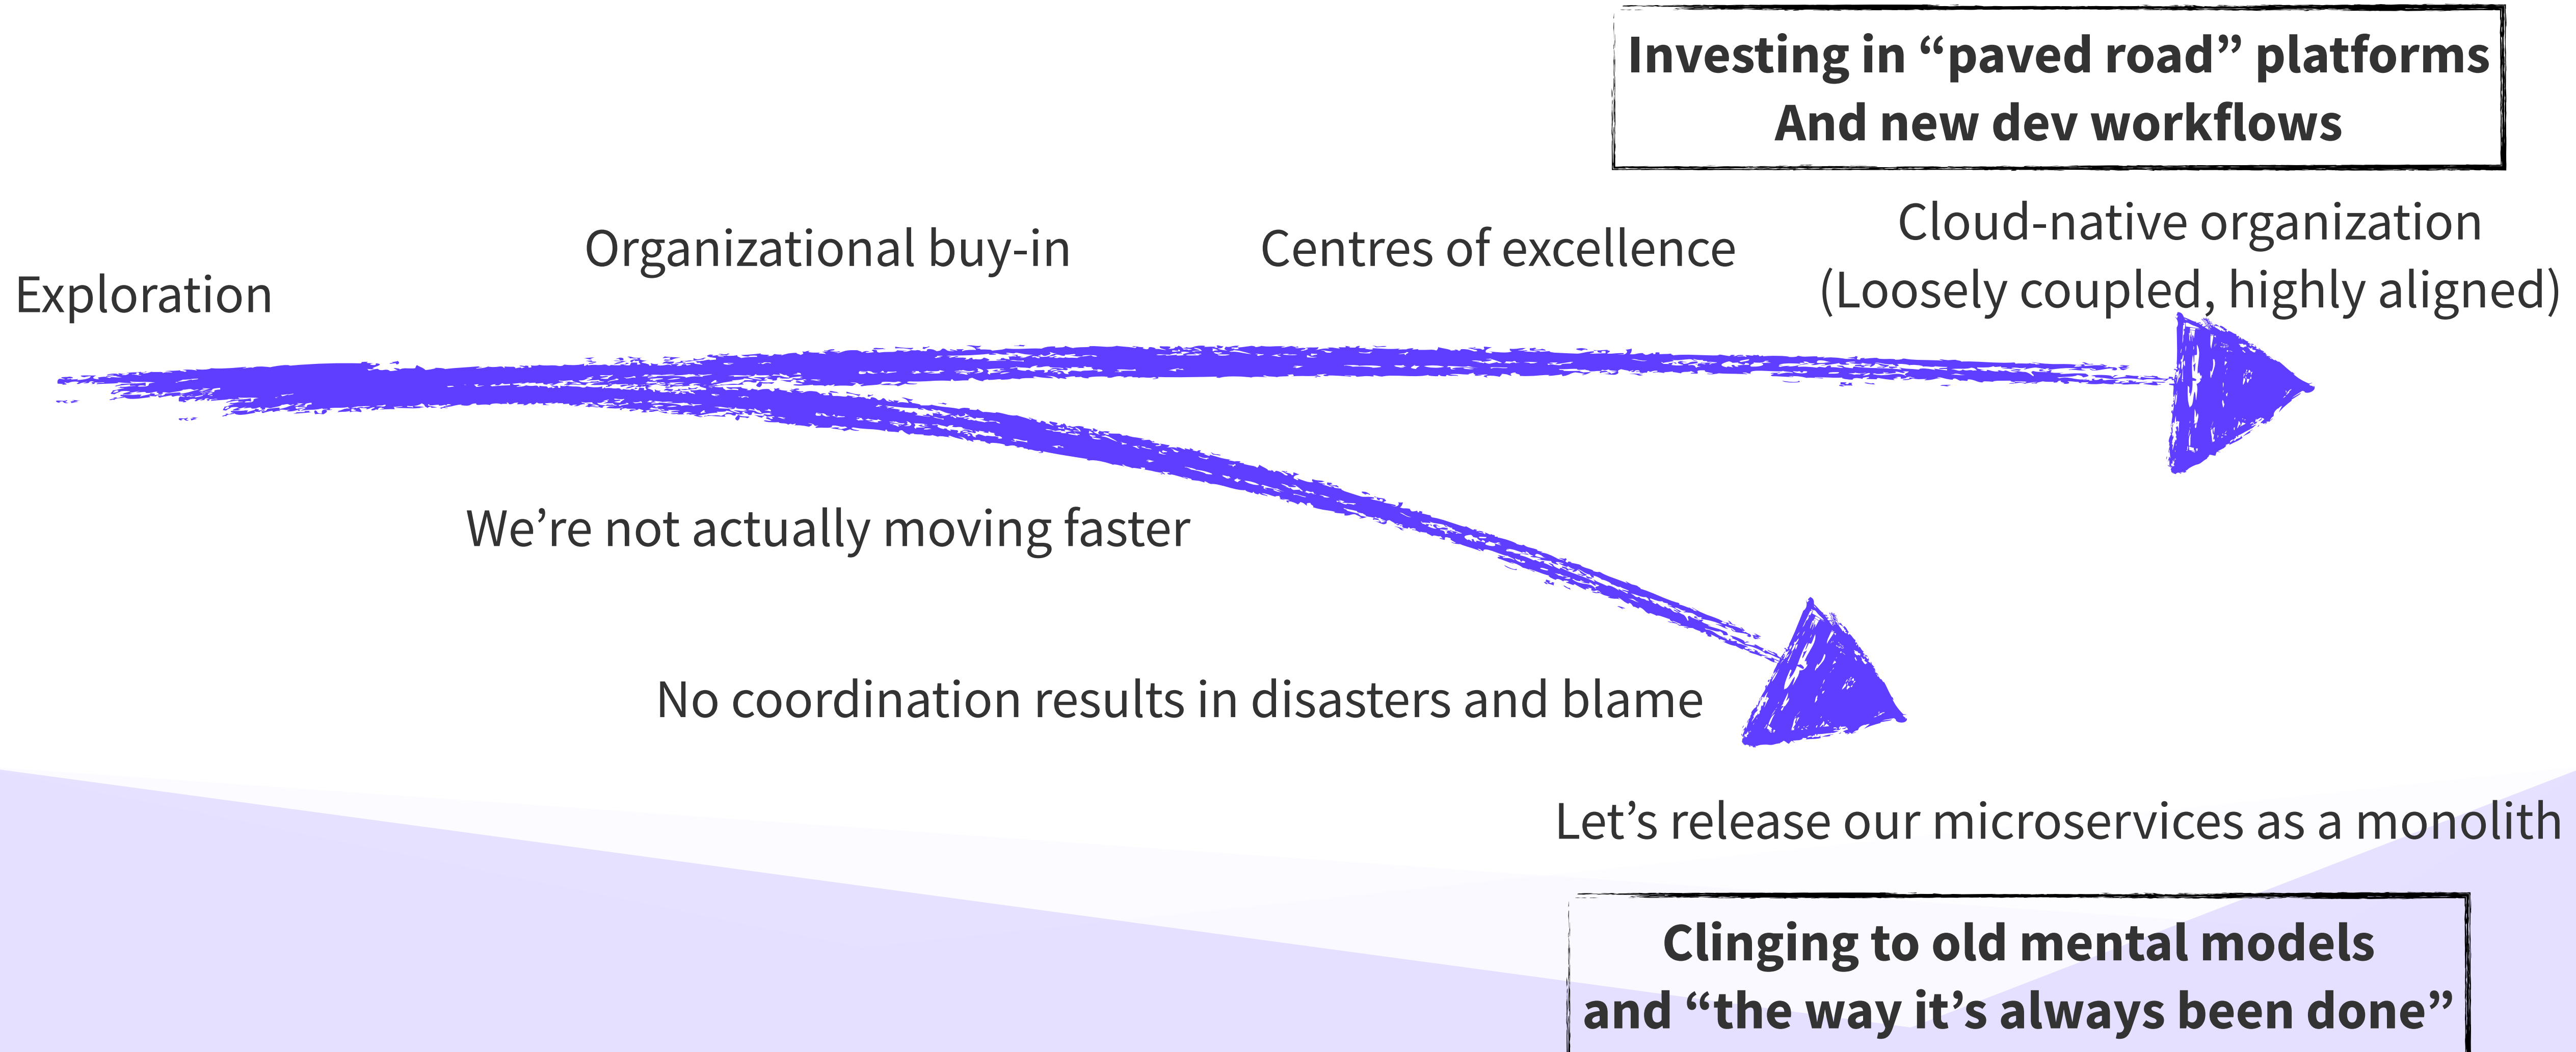 Investing in “paved road” platforms
And new dev workflows
Exploration
Organizational buy-in
Centres of excellence
Cloud-native organization
(Loosely coupled, highly aligned)
We’re not actually moving faster
No coordination results in disasters and blame
Let’s release our microservices as a monolith
Clinging to old mental models
and “the way it’s always been done”